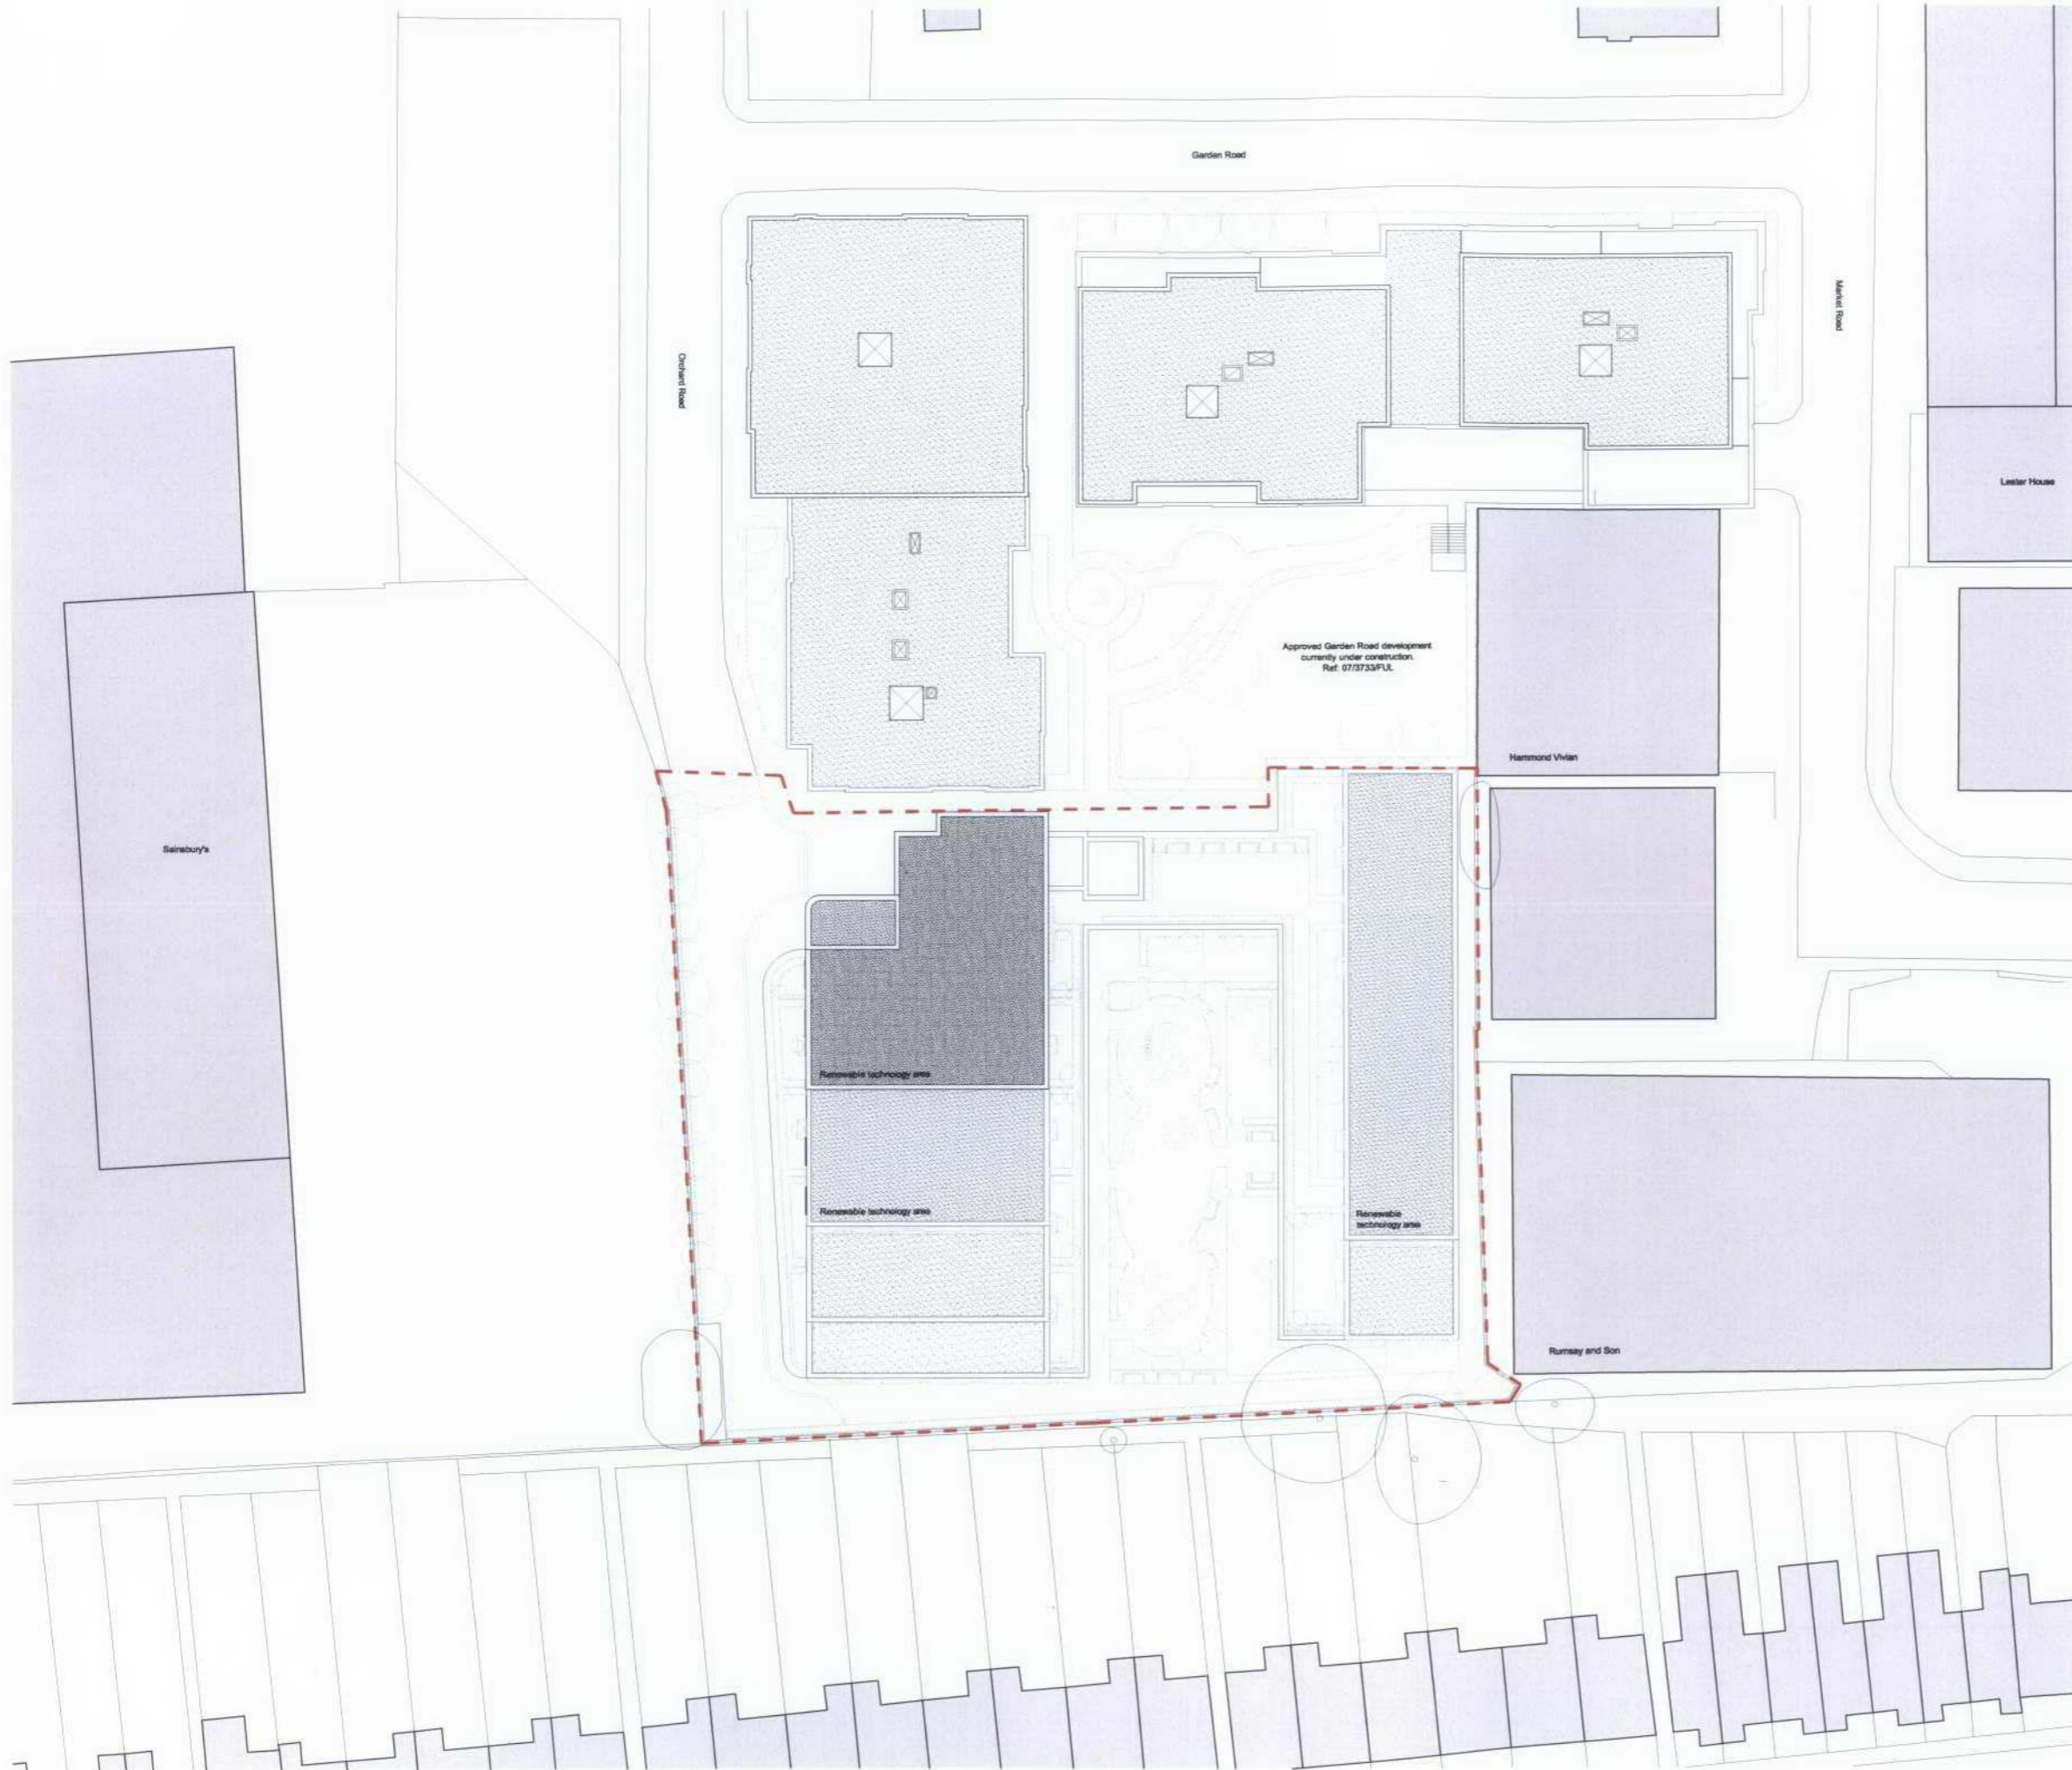 Garden Road
Market Road
Orchard Road
Lester House
Approved Garden Road development
currently under construction.
Ref: 07/3733/FUL
Hammond Vivian
Sainsbury's
Renewable technology area
Renewable technology area
Renewable
technology area
Rumsay and Son